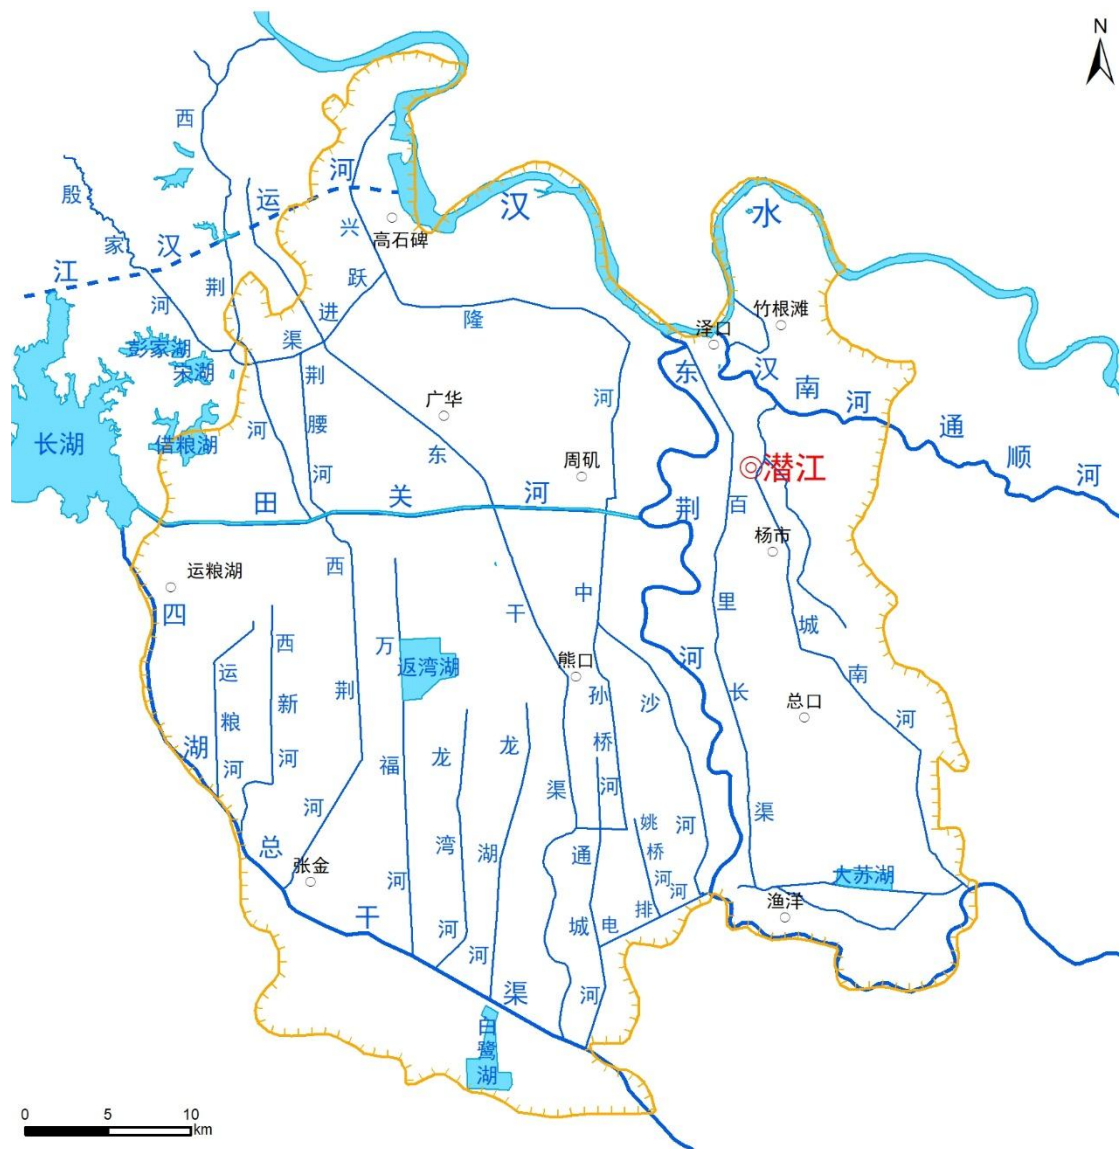 N
江汉运河
汉水
西荆河
殷家河
兴隆河
跃进渠
高石碑
竹根滩
泽口
汉南河
通顺河
彭家湖
宋湖
借粮湖
长湖
荆腰河
广华
东干渠
周矶
潜江
东荆河
田关河
百里长渠
杨市
运粮湖
四湖总干渠
西荆河
万福河
返湾湖
中沙河
熊口
孙桥河
城南河
总口
运粮河
西新河
龙湾河
龙湖河
姚桥河
通城河
电排河
张金
大苏湖
渔洋
白鹭湖
0
5
10
km